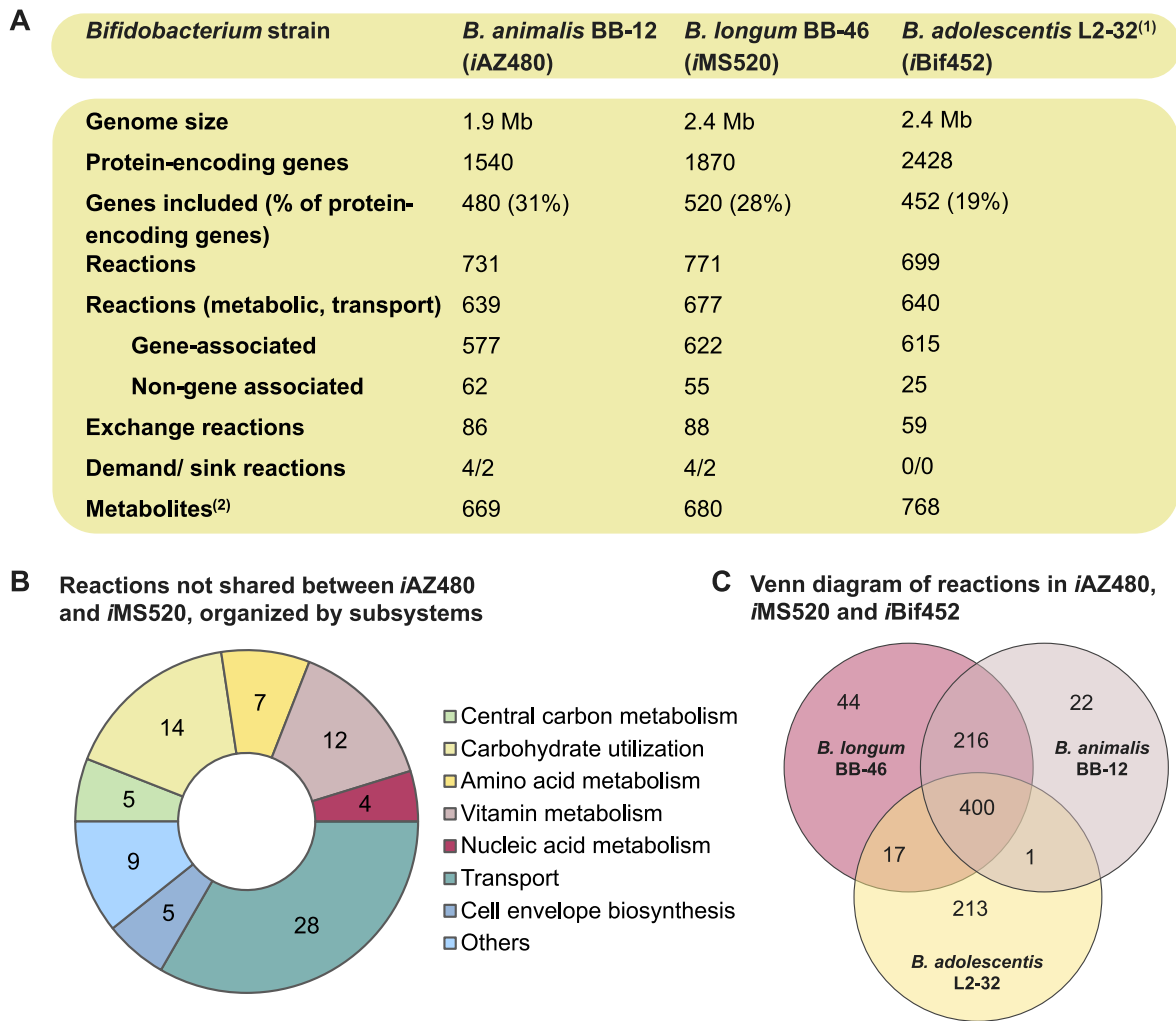 A
Bifidobacterium strain B. animalis BB-12 B. longum BB-46 B. adolescentis L2-32(1)
(iAZ480) (iMS520) (iBif452)
Genome size 1.9 Mb 2.4 Mb 2.4 Mb
Protein-encoding genes 1540 1870 2428
Genes included (% of protein- 480 (31%) 520 (28%) 452 (19%)
encoding genes)
Reactions 731 771 699
Reactions (metabolic, transport) 639 677 640
Gene-associated 577 622 615
Non-gene associated 62 55 25
Exchange reactions 86 88 59
Demand/ sink reactions 4/2 4/2 0/0
Metabolites(2) 669 680 768
B Reactions not shared between iAZ480
and iMS520, organized by subsystems
14
7
12
5
4
9
5
28
Central carbon metabolism
Carbohydrate utilization
Amino acid metabolism
Vitamin metabolism
Nucleic acid metabolism
Transport
Cell envelope biosynthesis
Others
C Venn diagram of reactions in iAZ480,
iMS520 and iBif452
44
22
B. longum
BB-46
216
B. animalis
BB-12
400
17
1
213
B. adolescentis
L2-32